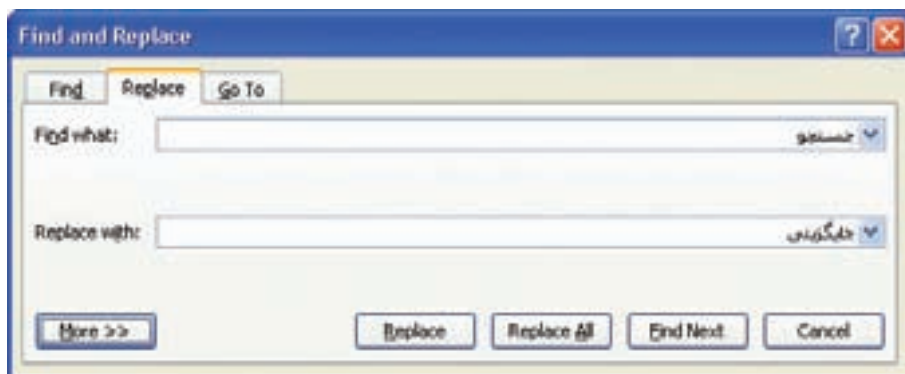 Find and Replace
Find Replace Go To
Find what: جستجو
Replace with: جایگزینی
More >> Replace Replace All Find Next Cancel